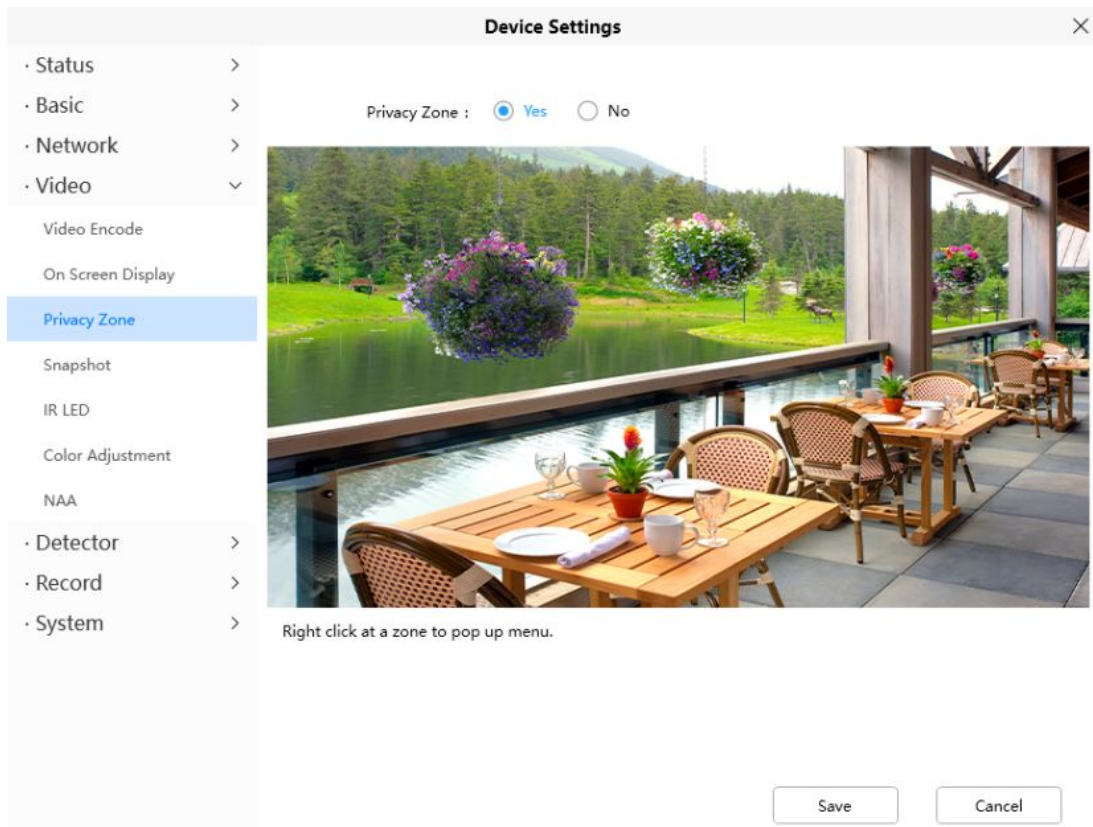 Device Settings
· Status
· Basic
· Network
· Video
Video Encode
On Screen Display
Privacy Zone
Snapshot
IR LED
Color Adjustment
NAA
· Detector
· Record
· System
Privacy Zone : Yes No
Right click at a zone to pop up menu.
Save Cancel